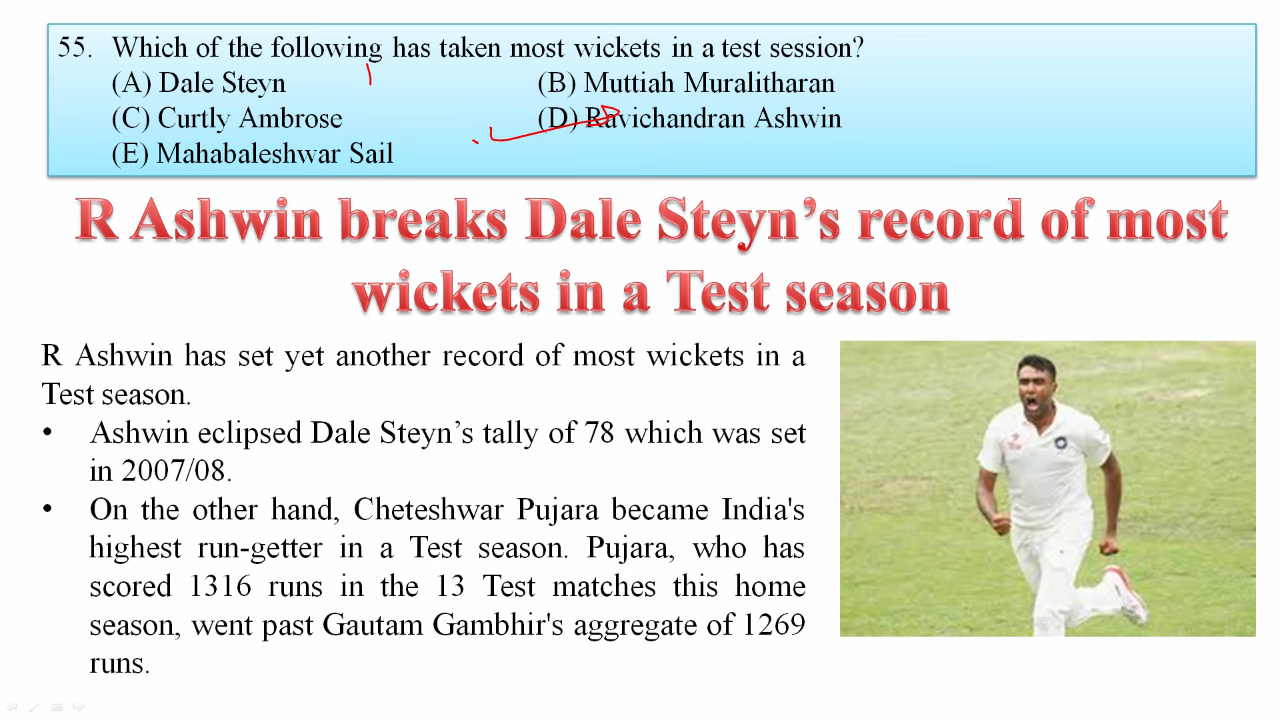 55. Which of the following has taken most wickets in a test session?
(A) Dale Steyn (B) Muttiah Muralitharan
(C) Curtly Ambrose (D) Ravichandran Ashwin
(E) Mahabaleshwar Sail
R Ashwin breaks Dale Steyn’s record of most
wickets in a Test season
R Ashwin has set yet another record of most wickets in a
Test season.
• Ashwin eclipsed Dale Steyn’s tally of 78 which was set
in 2007/08.
• On the other hand, Cheteshwar Pujara became India's
highest run-getter in a Test season. Pujara, who has
scored 1316 runs in the 13 Test matches this home
season, went past Gautam Gambhir's aggregate of 1269
runs.